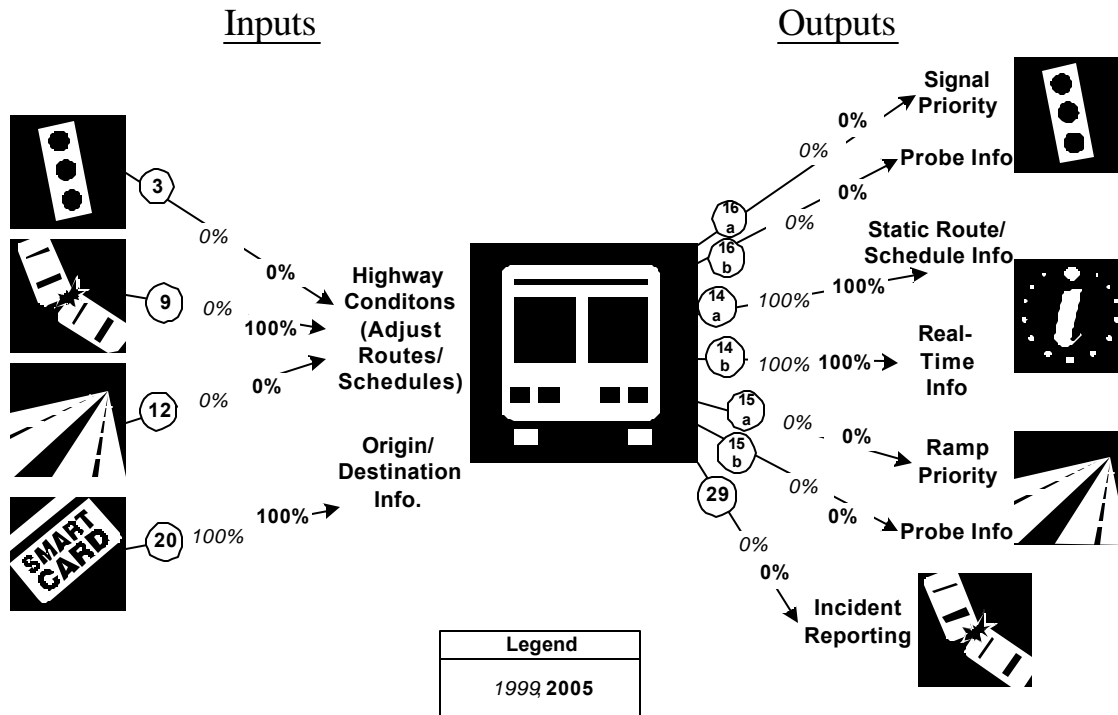 Inputs
Outputs
3
0%
0%
9
0%
100%
12
0%
0%
Highway
Conditons
(Adjust
Routes/
Schedules)
SMART
CARD
20
100%
100%
Origin/
Destination
Info.
16
a
0%
0%
Signal
Priority
16
b
0%
0%
Probe Info
14
a
100%
100%
Static Route/
Schedule Info
14
b
100%
100%
Real-
Time
Info
15
a
0%
0%
Ramp
Priority
15
b
0%
0%
Probe Info
29
0%
0%
Incident
Reporting
Legend
1999, 2005